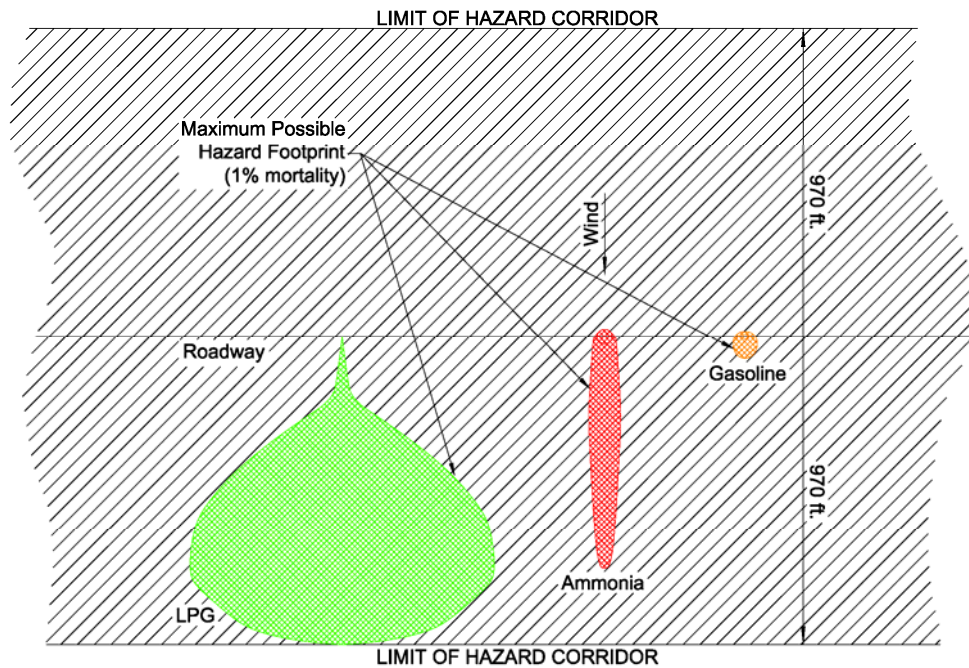 LIMIT OF HAZARD CORRIDOR
Maximum Possible
Hazard Footprint
(1% mortality)
970 ft.
Wind
Roadway
Gasoline
970 ft.
Ammonia
LPG
LIMIT OF HAZARD CORRIDOR